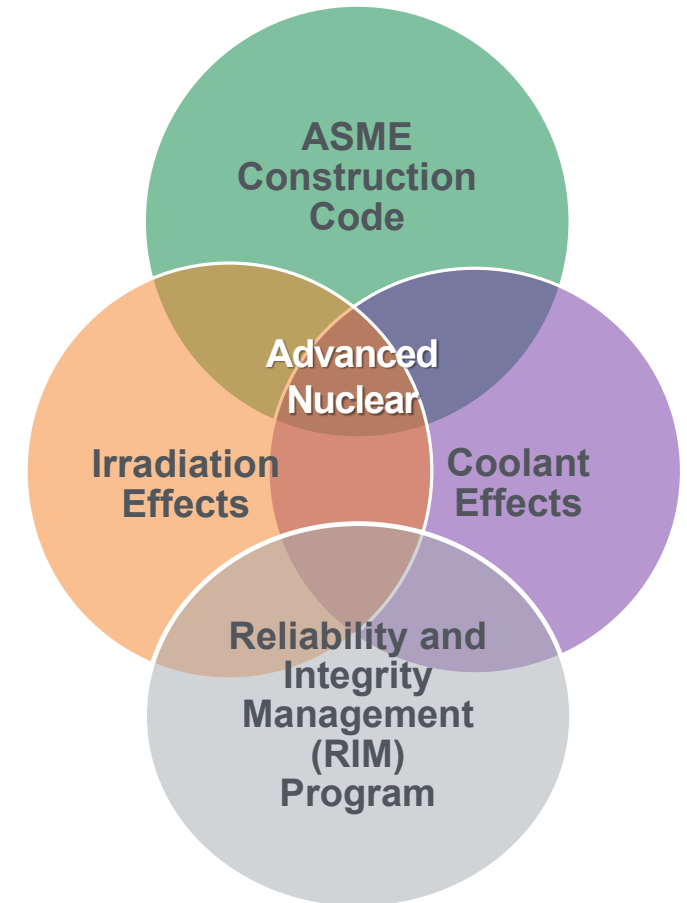 ASME
Construction
Code
Advanced
Nuclear
Irradiation
Effects
Coolant
Effects
Reliability and
Integrity
Management
(RIM)
Program